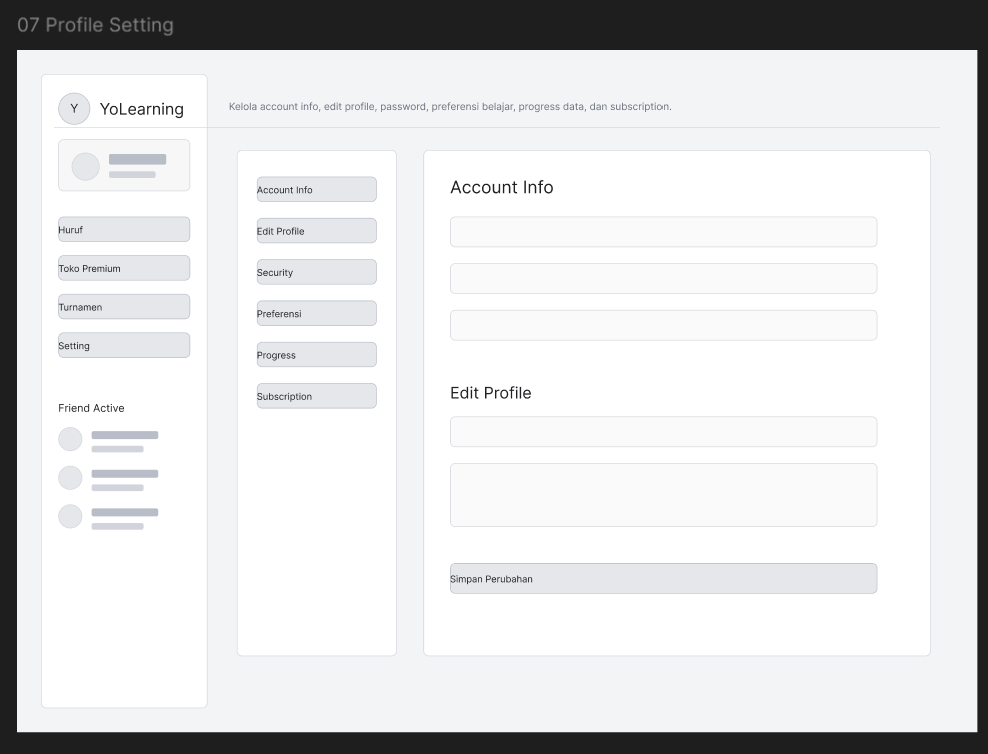 07 Profile Setting
Y
YoLearning
Kelola account info, edit profile, password, preferensi belajar, progress data, dan subscription.
Huruf
Toko Premium
Turnamen
Setting
Friend Active
Account Info
Edit Profile
Security
Preferensi
Progress
Subscription
Account Info
Edit Profile
Simpan Perubahan